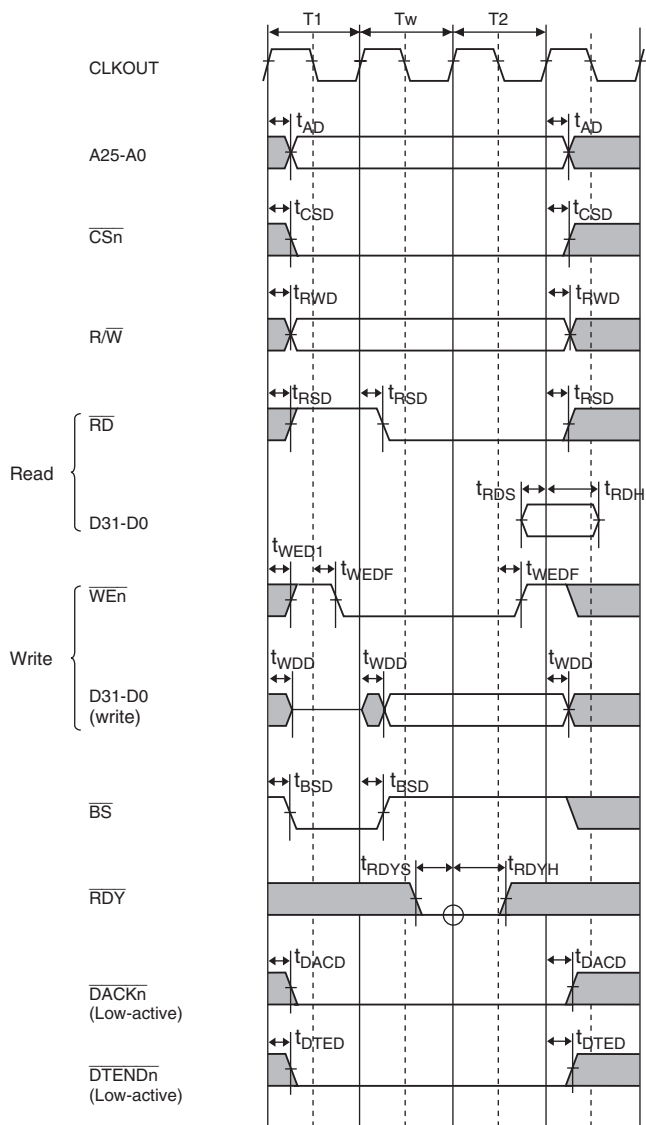 T1 Tw T2
CLKOUT
tAD tAD
A25-A0
tCSD tCSD
CSn
tRWD tRWD
R/W
tRSD tRSD tRSD
RD
Read
tRDS tRDH
D31-D0
tWED1 tWEDF tWEDF
WEn
Write
tWDD tWDD tWDD
D31-D0
(write)
tBSD tBSD
BS
tRDYS tRDYH
RDY
tDACD tDACD
DACKn
(Low-active)
tDTED tDTED
DTENDn
(Low-active)